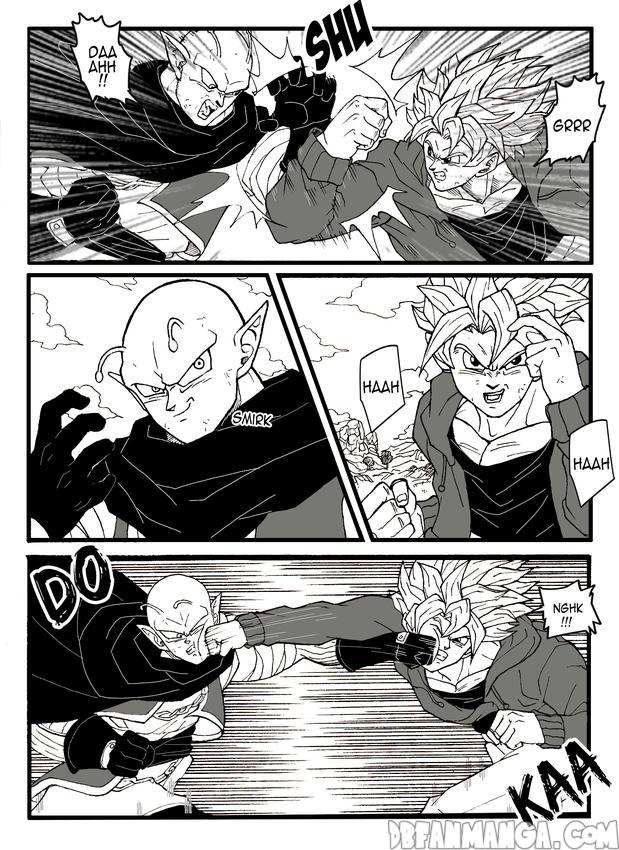 DAA
AHH
!!
SHU
GRRR
SMIRK
HAAH
HAAH
DO
NGHK
!!!
KAA
DBFANMANGA.COM